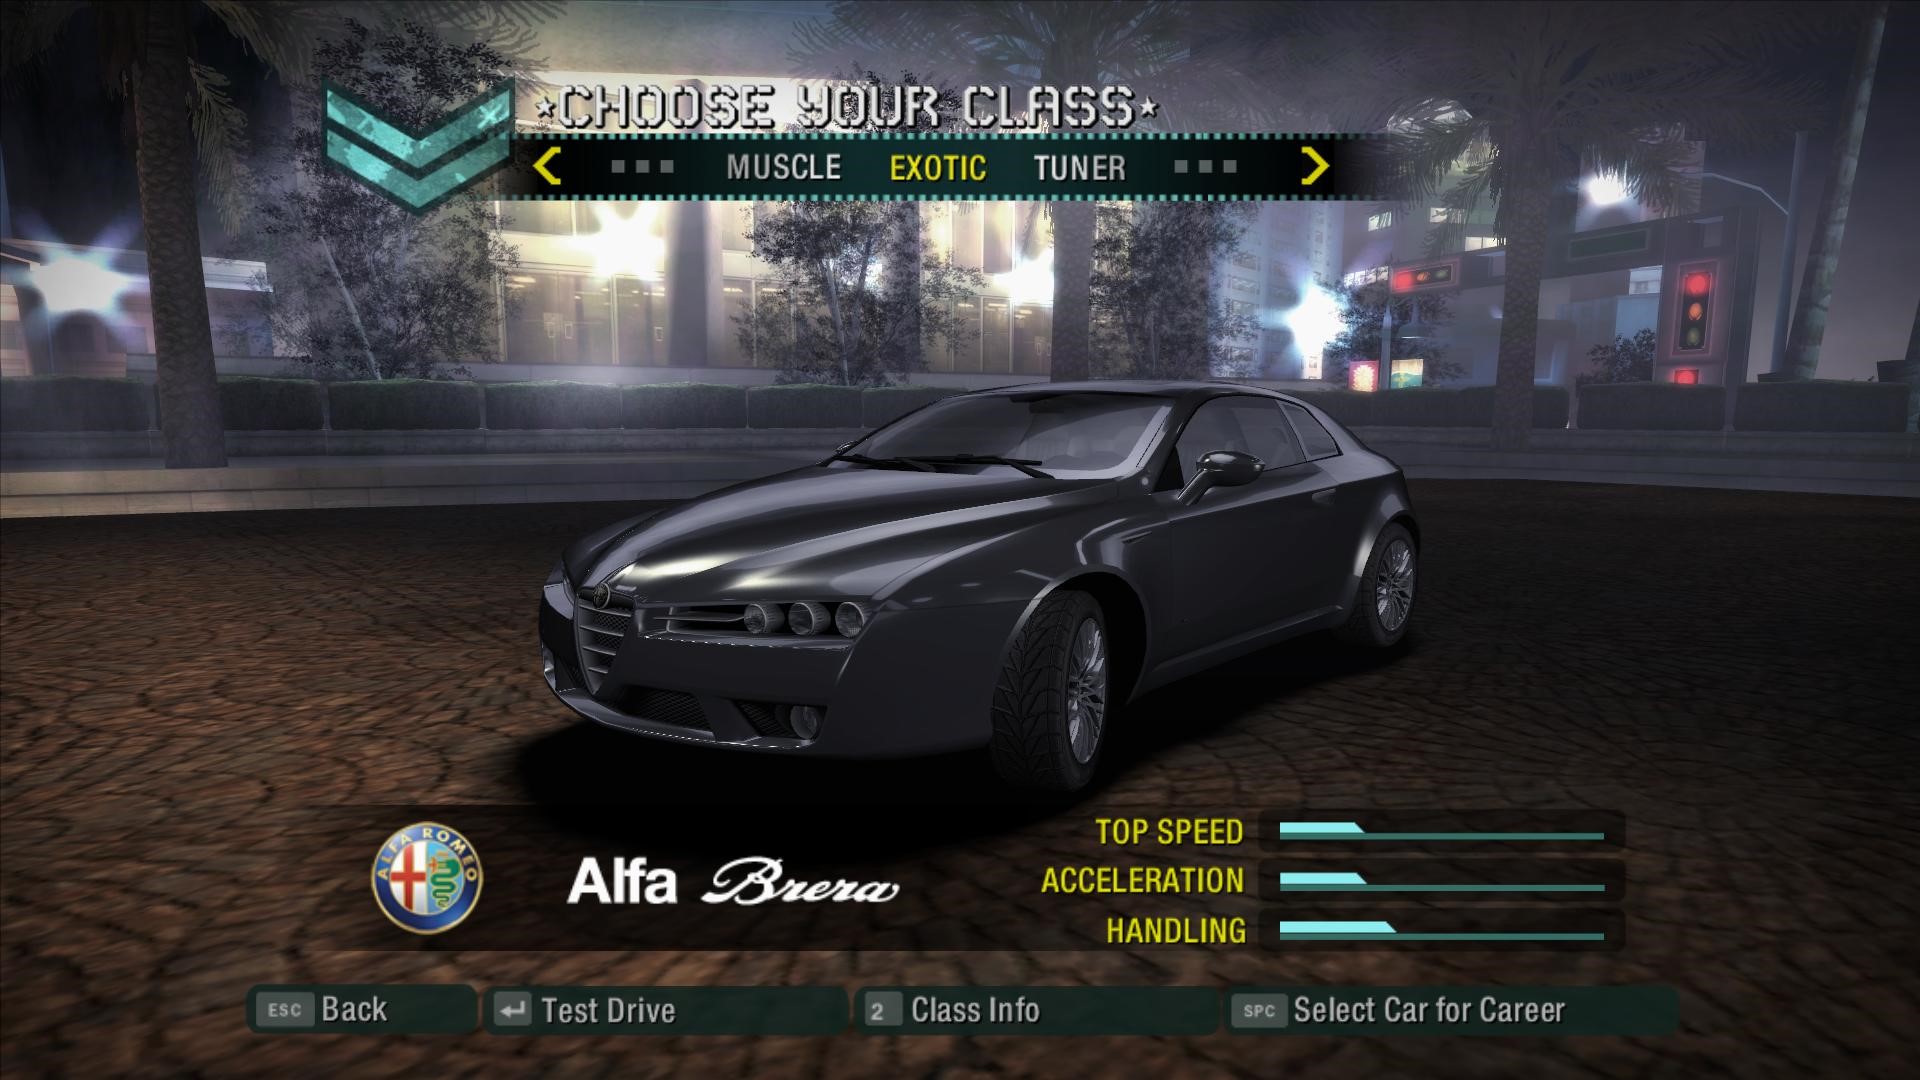 ★CHOOSE YOUR CLASS★
MUSCLE EXOTIC TUNER
ALFA ROMEO
Alfa Brera
TOP SPEED
ACCELERATION
HANDLING
ESC Back
↵ Test Drive
2 Class Info
SPC Select Car for Career